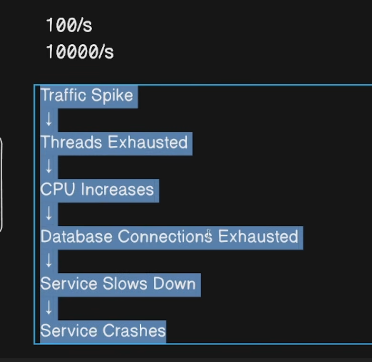 100/s
10000/s
Traffic Spike
↓
Threads Exhausted
↓
CPU Increases
↓
Database Connections Exhausted
↓
Service Slows Down
↓
Service Crashes